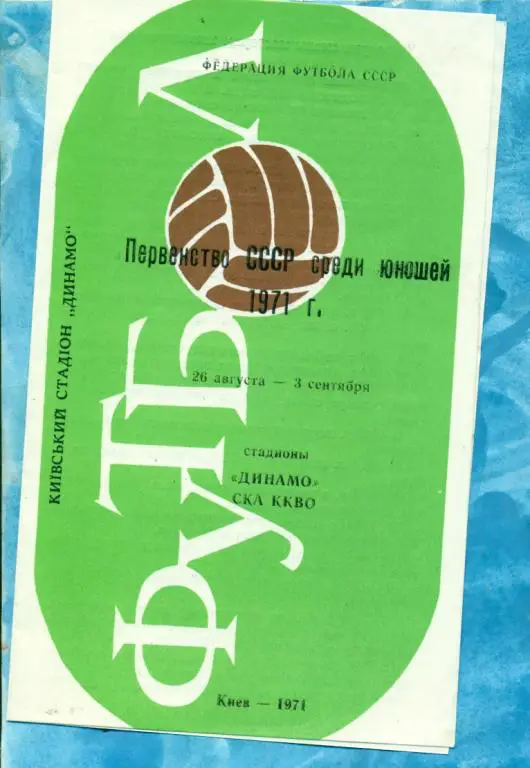 ФЕДЕРАЦИЯ ФУТБОЛА СССР
ФУТБОЛ
Первенство СССР среди юношей
1971 г.
26 августа — 3 сентября
стадионы
«ДИНАМО»
СКА ККВО
Киев — 1971
КИЇВСЬКИЙ СТАДІОН „ДИНАМО"